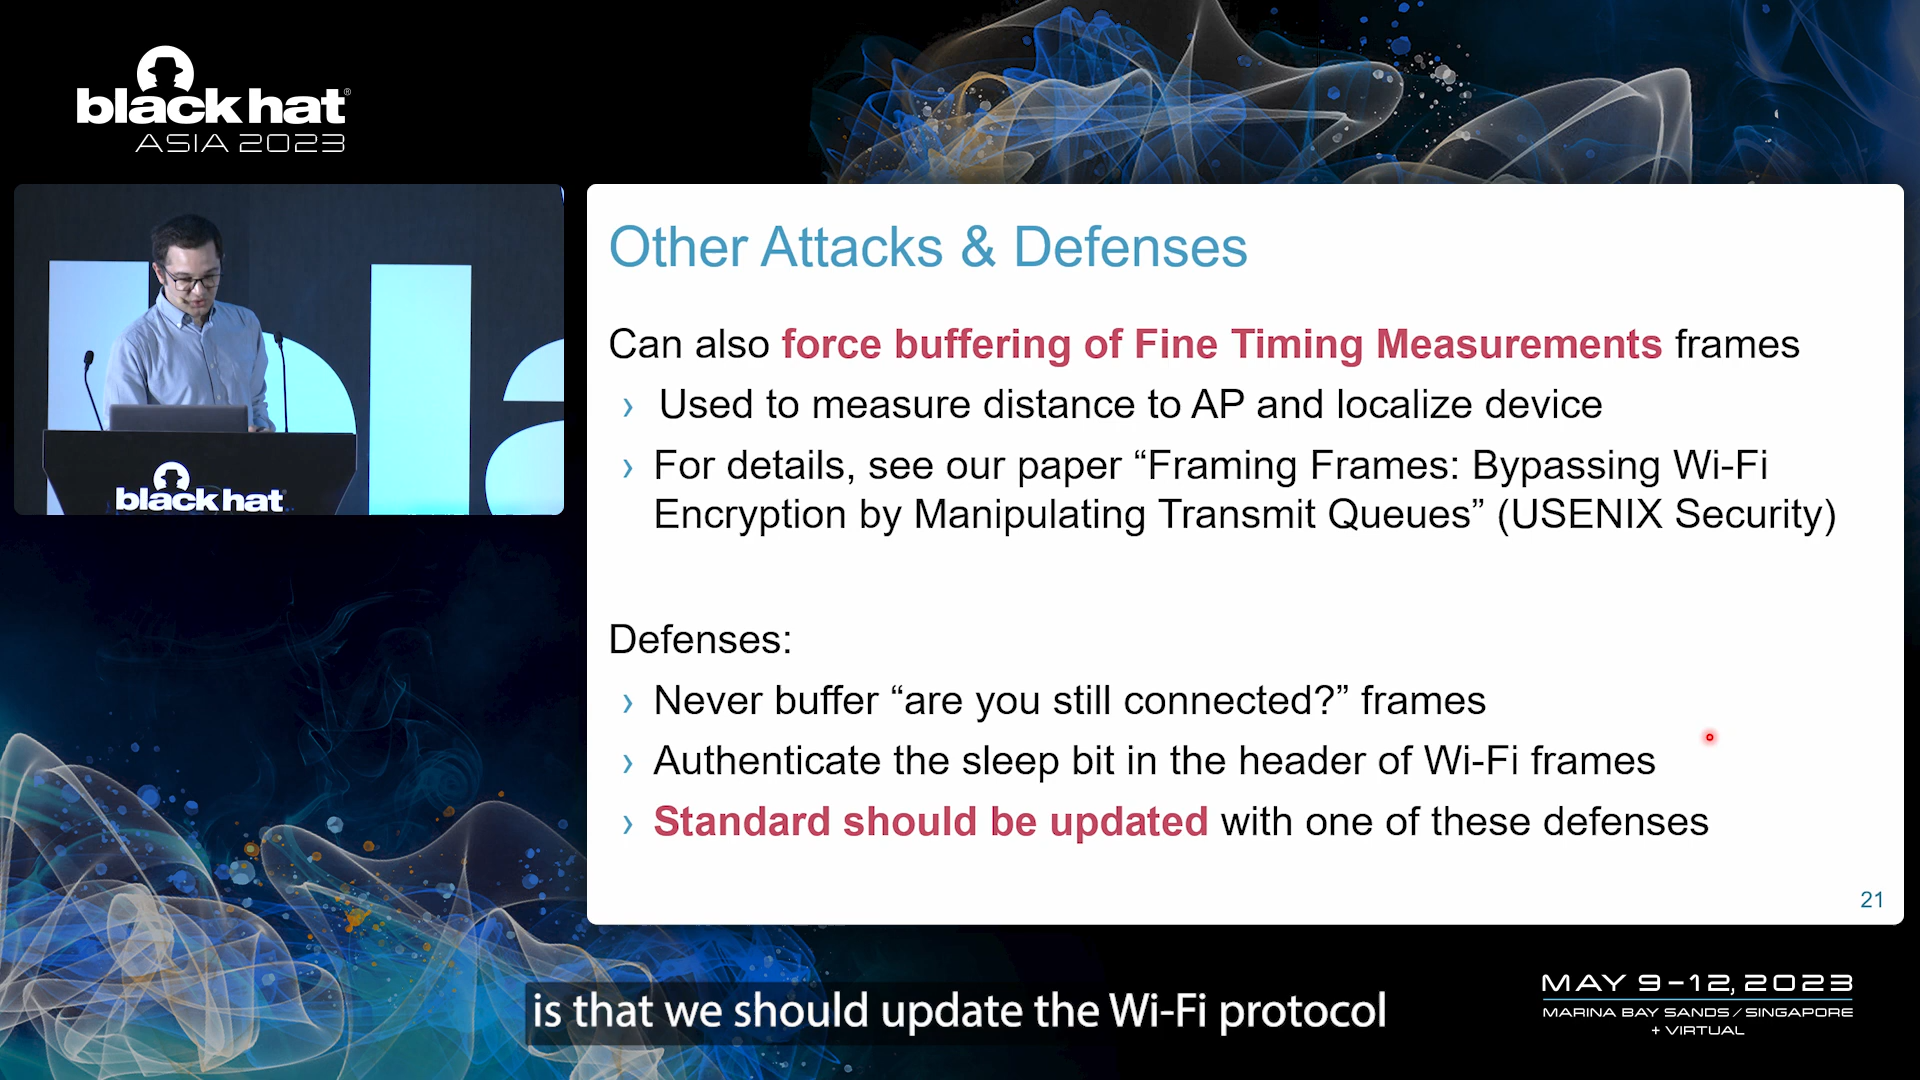 black hat®
ASIA 2023
black hat
Other Attacks & Defenses
Can also force buffering of Fine Timing Measurements frames
› Used to measure distance to AP and localize device
› For details, see our paper “Framing Frames: Bypassing Wi-Fi
Encryption by Manipulating Transmit Queues” (USENIX Security)
Defenses:
› Never buffer “are you still connected?” frames
› Authenticate the sleep bit in the header of Wi-Fi frames
› Standard should be updated with one of these defenses
21
is that we should update the Wi-Fi protocol
MAY 9-12, 2023
MARINA BAY SANDS / SINGAPORE
+ VIRTUAL